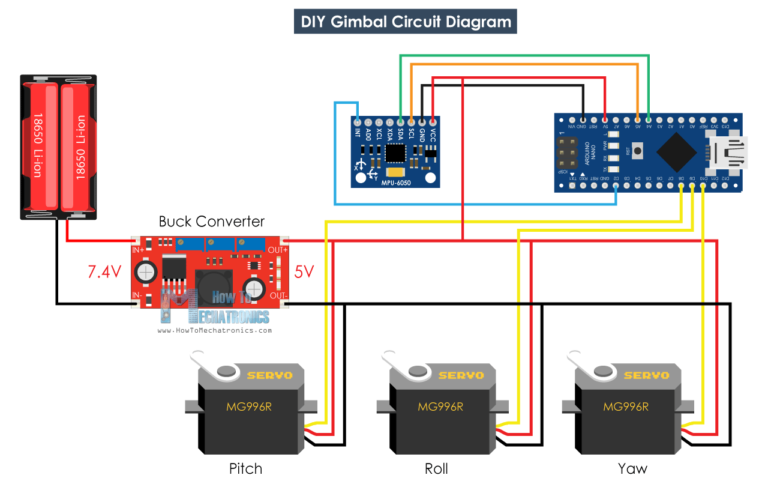 DIY Gimbal Circuit Diagram
18650 Li-ion
18650 Li-ion
INT
ADD
XCL
XDA
SDA
SCL
GND
VCC
MPU-6050
ARDUINO
NANO
Buck Converter
IN+
OUT+
7.4V
5V
IN-
OUT-
How To
MECHATRONICS
www.HowToMechatronics.com
SERVO
SERVO
SERVO
MG996R
MG996R
MG996R
Pitch
Roll
Yaw